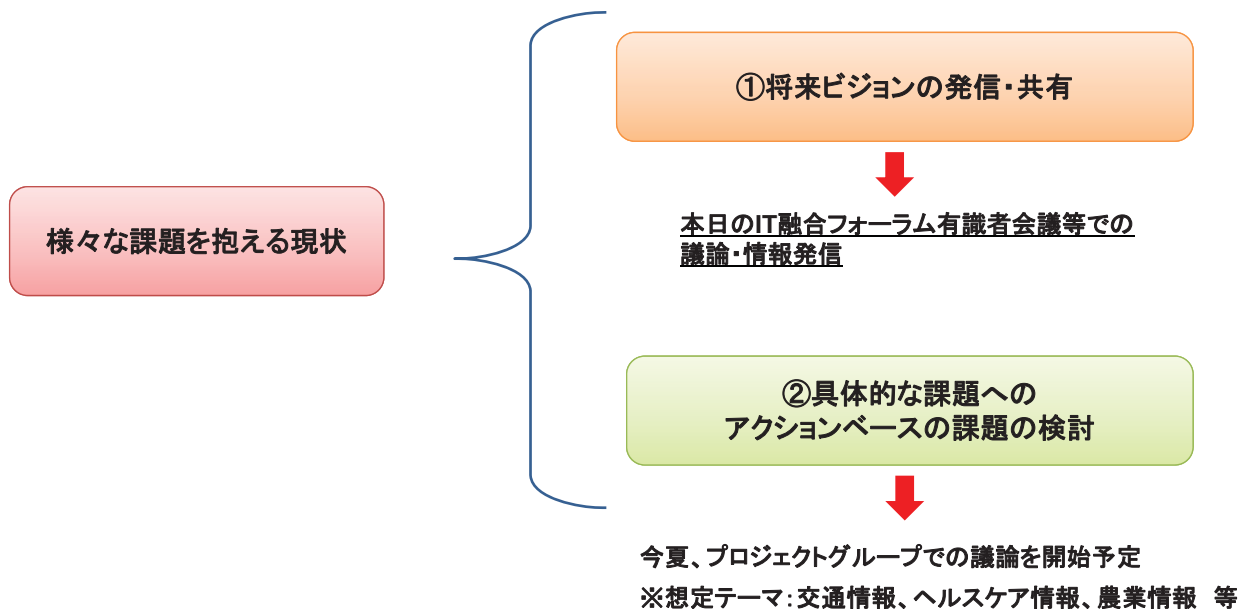 様々な課題を抱える現状
①将来ビジョンの発信・共有
本日のIT融合フォーラム有識者会議等での
議論・情報発信
②具体的な課題への
アクションベースの課題の検討
今夏、プロジェクトグループでの議論を開始予定
※想定テーマ：交通情報、ヘルスケア情報、農業情報　等